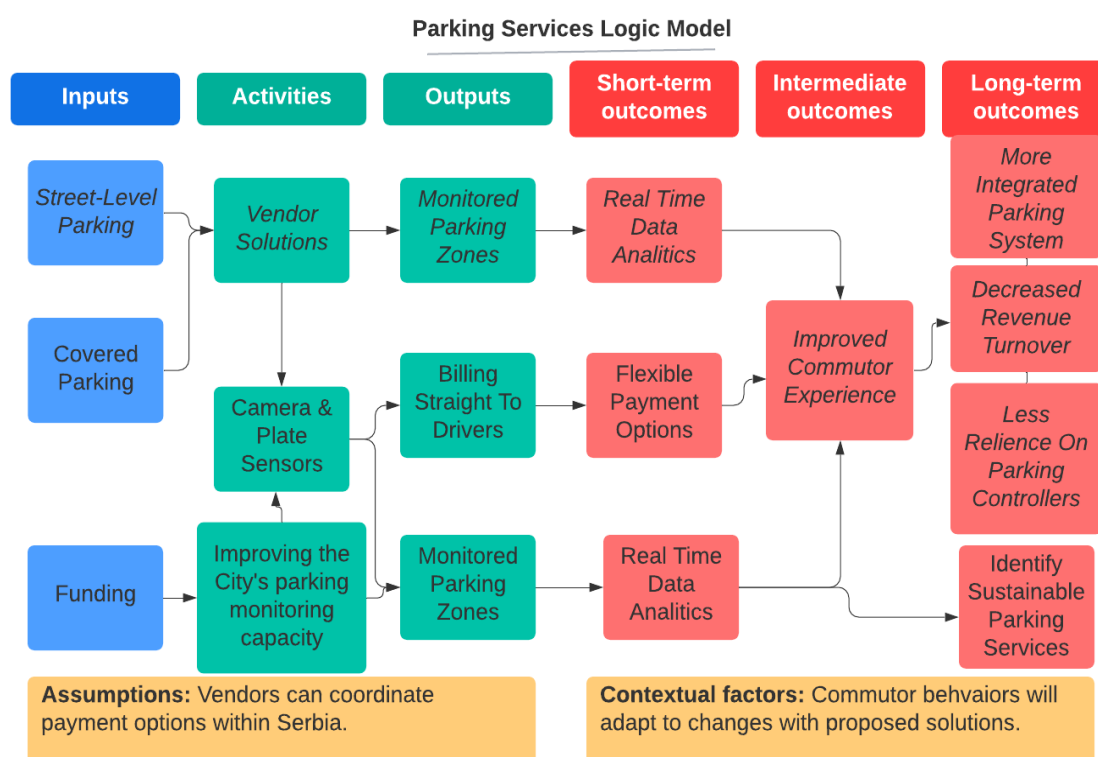 Parking Services Logic Model
Inputs
Activities
Outputs
Short-term
outcomes
Intermediate
outcomes
Long-term
outcomes
Street-Level
Parking
Vendor
Solutions
Monitored
Parking
Zones
Real Time
Data
Analitics
More
Integrated
Parking
System
Covered
Parking
Camera &
Plate
Sensors
Billing
Straight To
Drivers
Flexible
Payment
Options
Improved
Commutor
Experience
Decreased
Revenue
Turnover
Less
Relience On
Parking
Controllers
Funding
Improving the
City's parking
monitoring
capacity
Monitored
Parking
Zones
Real Time
Data
Analitics
Identify
Sustainable
Parking
Services
Assumptions: Vendors can coordinate
payment options within Serbia.
Contextual factors: Commutor behvaiors will
adapt to changes with proposed solutions.